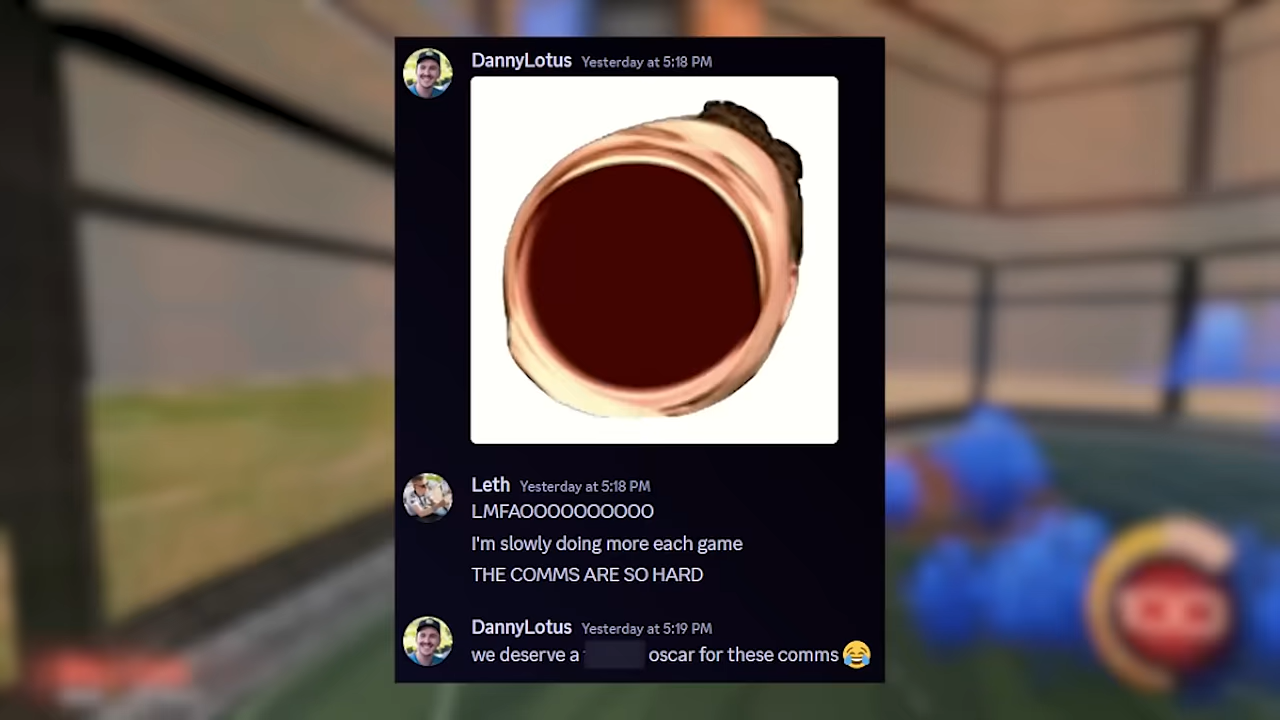 DannyLotus Yesterday at 5:18 PM
Leth Yesterday at 5:18 PM
LMFAOOOOOOOOOO
I'm slowly doing more each game
THE COMMS ARE SO HARD
DannyLotus Yesterday at 5:19 PM
we deserve a oscar for these comms 😂